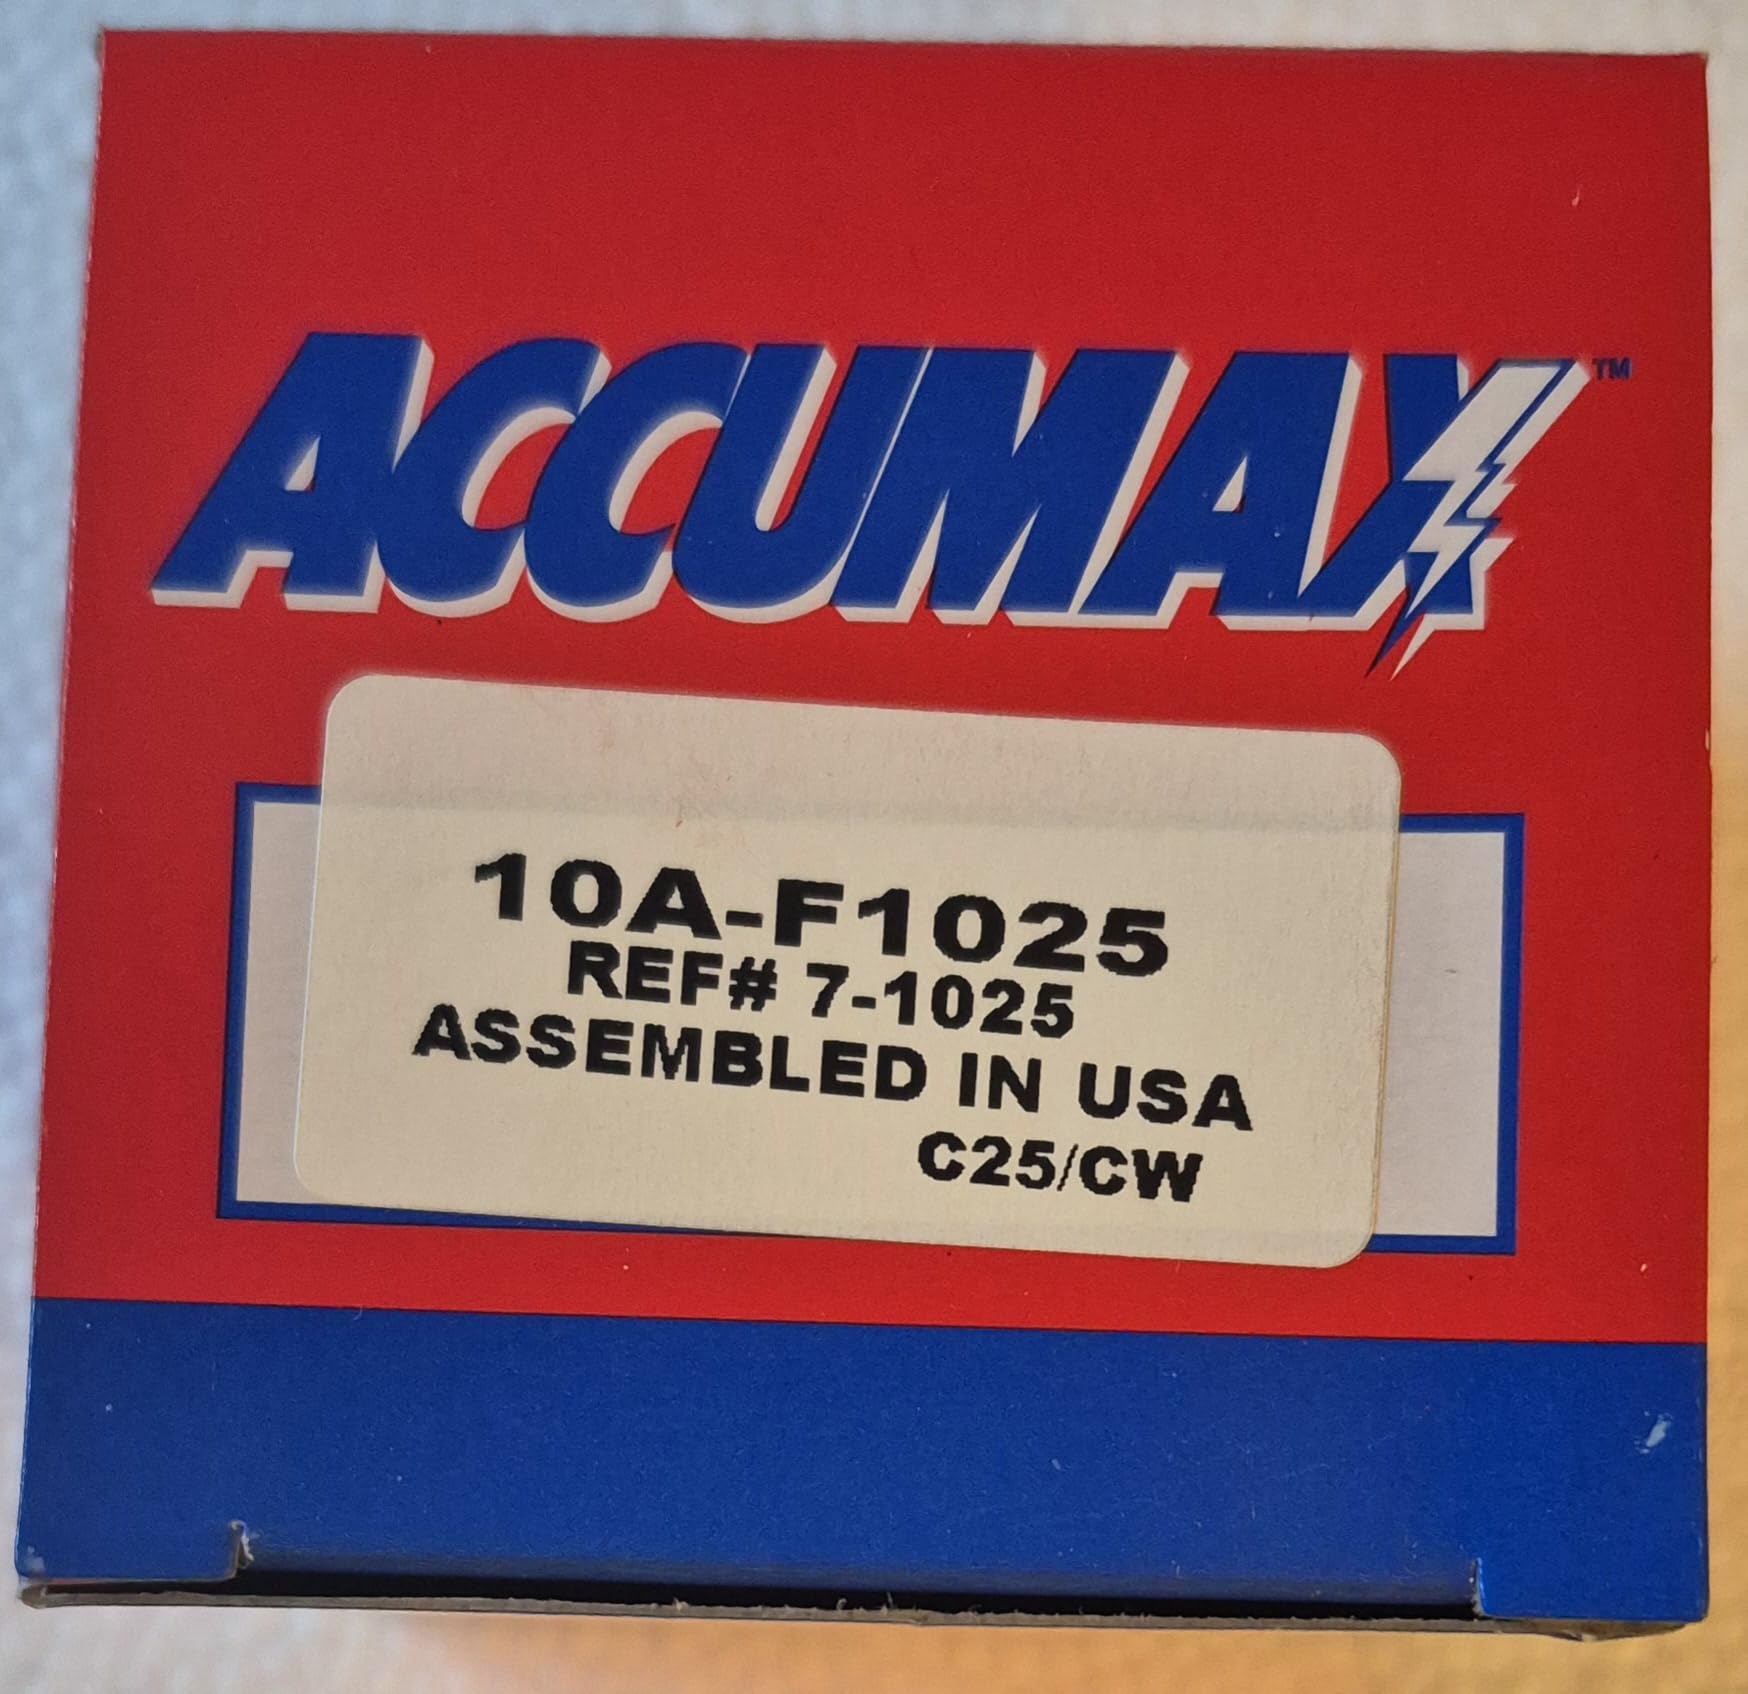 ACCUMAX™
10A-F1025
REF# 7-1025
ASSEMBLED IN USA
C25/CW